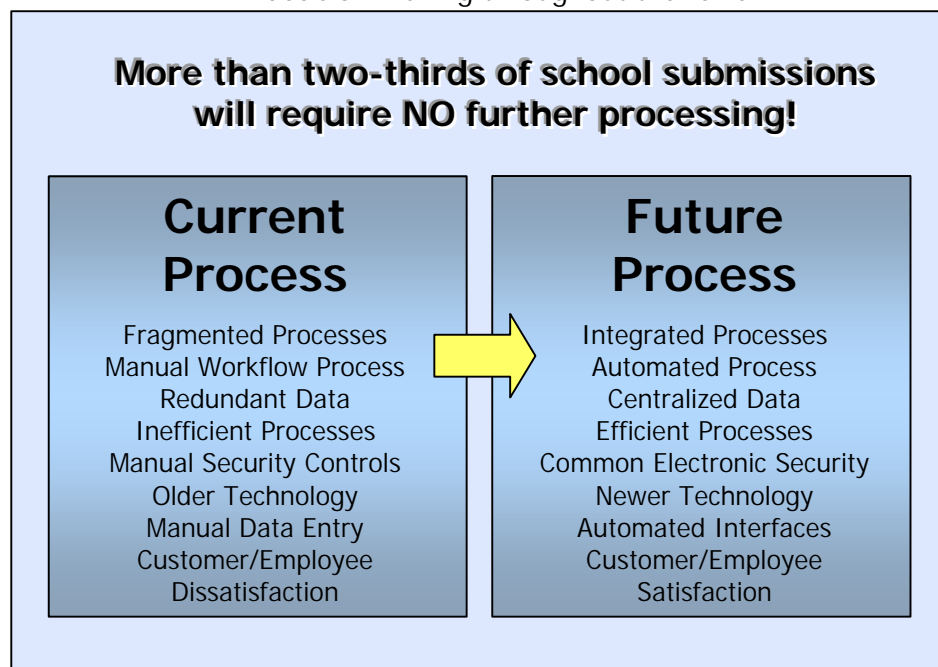 More than two-thirds of school submissions
will require NO further processing!
Current
Process
Fragmented Processes
Manual Workflow Process
Redundant Data
Inefficient Processes
Manual Security Controls
Older Technology
Manual Data Entry
Customer/Employee
Dissatisfaction
Future
Process
Integrated Processes
Automated Process
Centralized Data
Efficient Processes
Common Electronic Security
Newer Technology
Automated Interfaces
Customer/Employee
Satisfaction